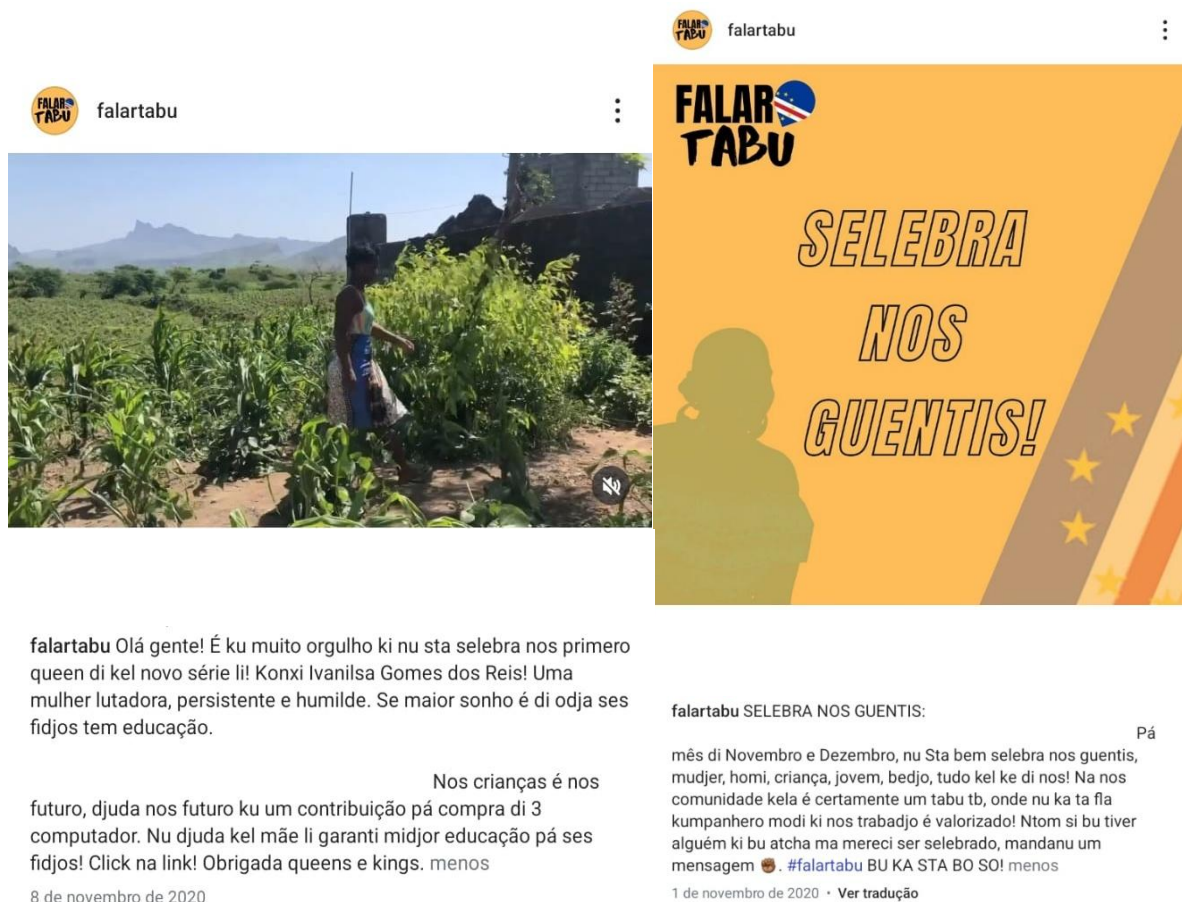 falartabu
FALAR
TABU
falartabu Olá gente! É ku muito orgulho ki nu sta selebra nos primero
queen di kel novo série li! Konxi Ivanilsa Gomes dos Reis! Uma
mulher lutadora, persistente e humilde. Se maior sonho é di odja ses
fidjos tem educação.
Nos crianças é nos
futuro, djuda nos futuro ku um contribuição pá compra di 3
computador. Nu djuda kel mãe li garanti midjor educação pá ses
fidjos! Click na link! Obrigada queens e kings. menos
8 de novembro de 2020
FALAR
TABU
falartabu
FALAR
TABU
SELEBRA
NOS
GUENTIS!
falartabu SELEBRA NOS GUENTIS:
Pá
mês di Novembro e Dezembro, nu Sta bem selebra nos guentis,
mudjer, homi, criança, jovem, bedjo, tudo kel ke di nos! Na nos
comunidade kela é certamente um tabu tb, onde nu ka ta fla
kumpanhero modi ki nos trabadjo é valorizado! Ntom si bu tiver
alguém ki bu atcha ma mereci ser selebrado, mandanu um
mensagem ✊🏾. #falartabu BU KA STA BO SO! menos
1 de novembro de 2020 • Ver tradução